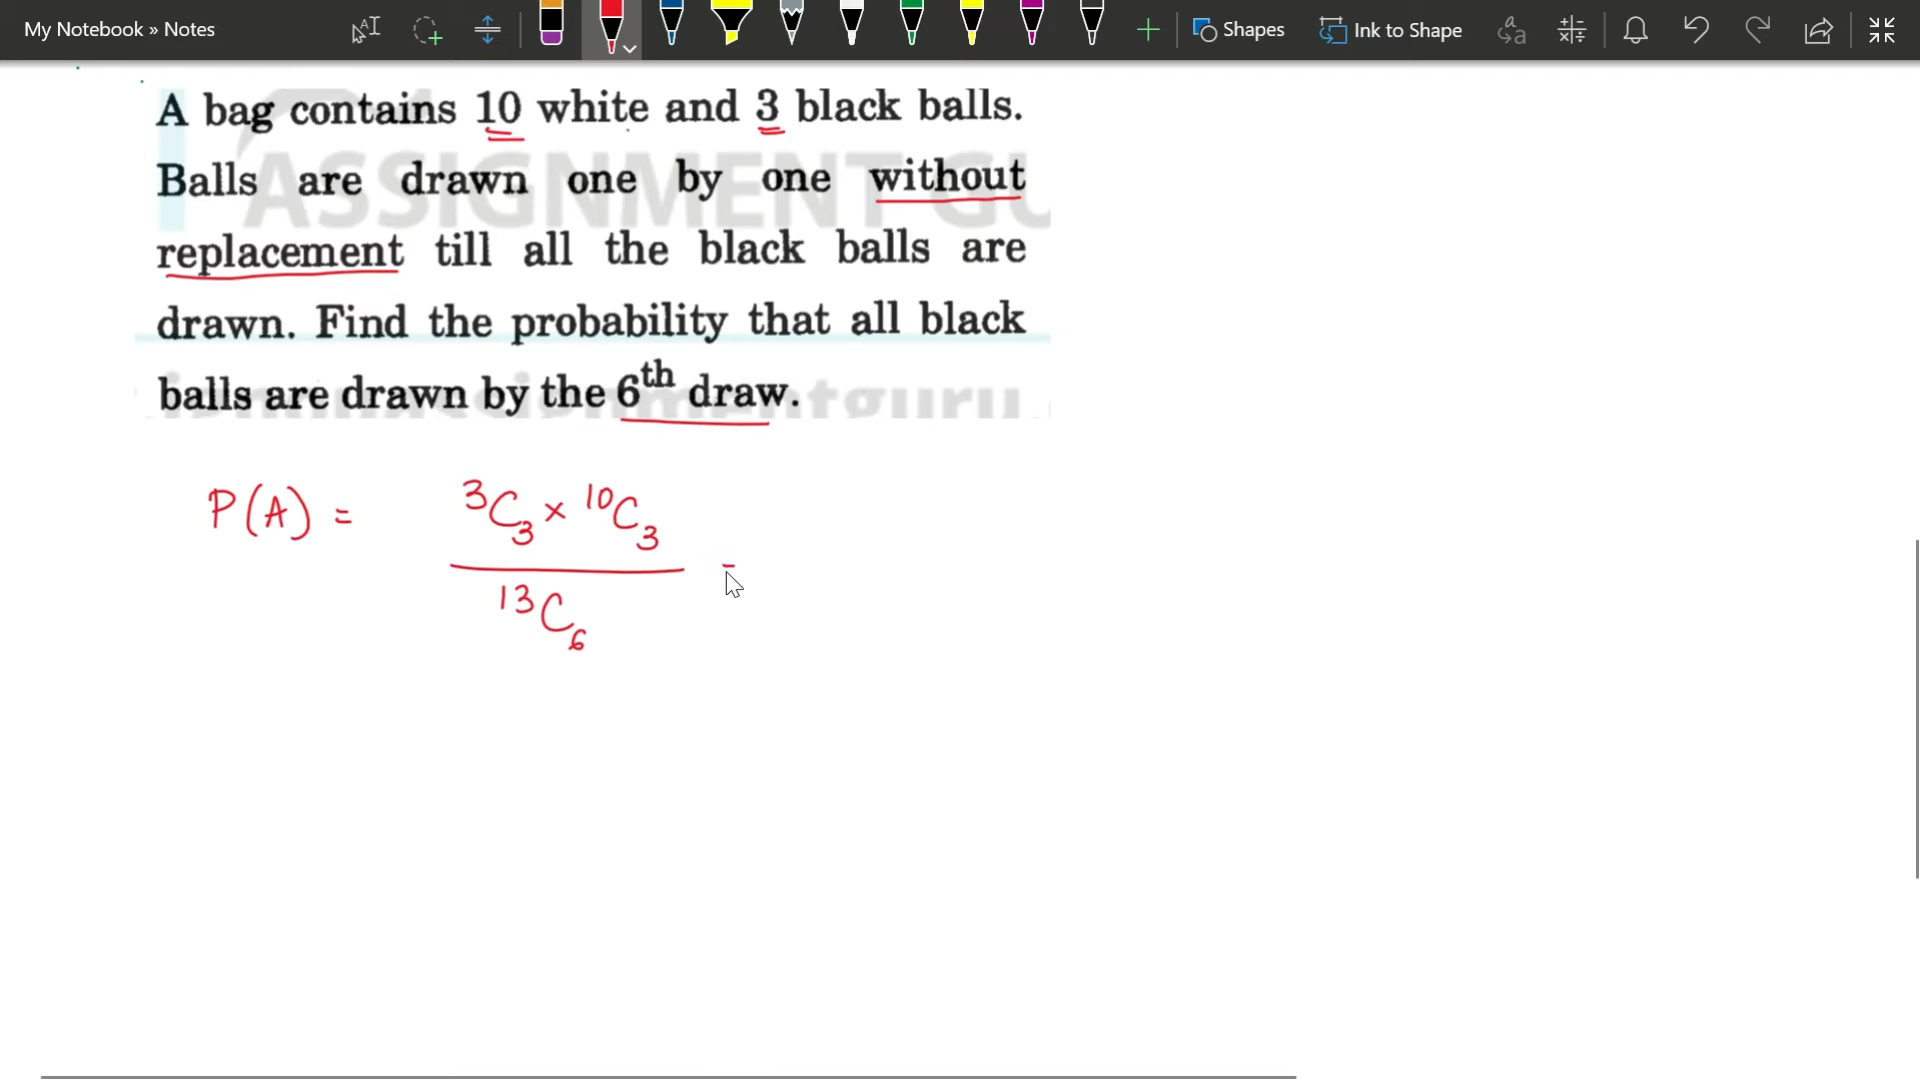 My Notebook » Notes
Shapes
Ink to Shape
A bag contains 10 white and 3 black balls.
Balls are drawn one by one without
replacement till all the black balls are
drawn. Find the probability that all black
balls are drawn by the 6th draw.
ASSIGNMENT GU
P(A) = ³C₃ × ¹⁰C₃
¹³C₆